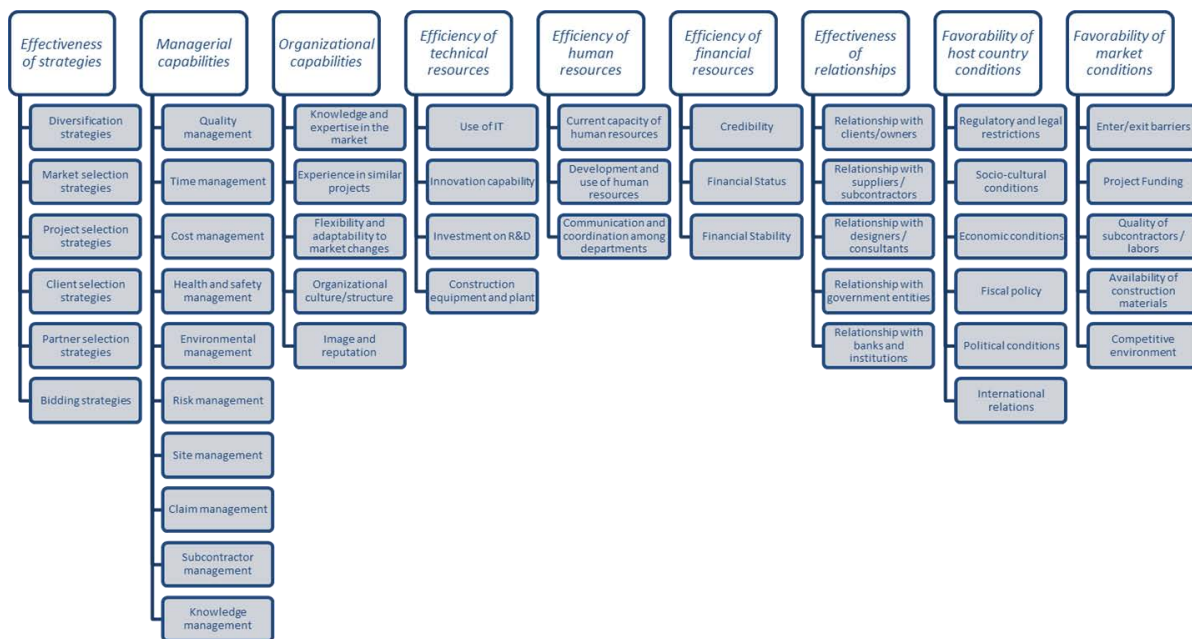 Effectiveness
of strategies
Diversification
strategies
Market selection
strategies
Project selection
strategies
Client selection
strategies
Partner selection
strategies
Bidding strategies
Managerial
capabilities
Quality
management
Time management
Cost management
Health and safety
management
Environmental
management
Risk management
Site management
Claim management
Subcontractor
management
Knowledge
management
Organizational
capabilities
Knowledge and
expertise in the
market
Experience in similar
projects
Flexibility and
adaptability to
market changes
Organizational
culture/structure
Image and
reputation
Efficiency of
technical
resources
Use of IT
Innovation capability
Investment on R&D
Construction
equipment and plant
Efficiency of
human
resources
Current capacity of
human resources
Development and
use of human
resources
Communication and
coordination among
departments
Efficiency of
financial
resources
Credibility
Financial Status
Financial Stability
Effectiveness
of
relationships
Relationship with
clients/owners
Relationship with
suppliers /
subcontractors
Relationship with
designers /
consultants
Relationship with
government entities
Relationship with
banks and
institutions
Favorability of
host country
conditions
Regulatory and legal
restrictions
Socio-cultural
conditions
Economic conditions
Fiscal policy
Political conditions
International
relations
Favorability of
market
conditions
Enter/exit barriers
Project Funding
Quality of
subcontractors /
labors
Availability of
construction
materials
Competitive
environment